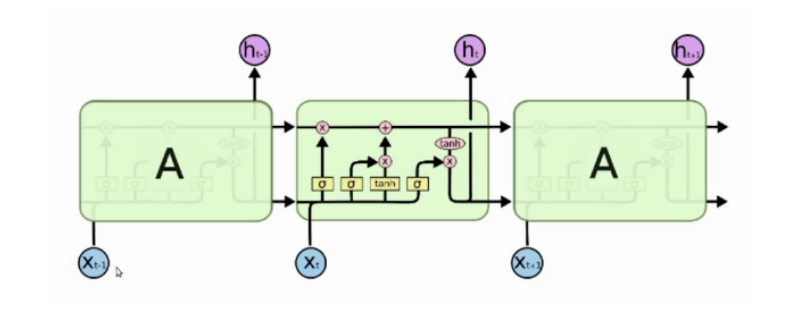 h t-1 h t h t+1
x + tanh
A x x A
σ σ tanh σ
x t-1 x t x t+1